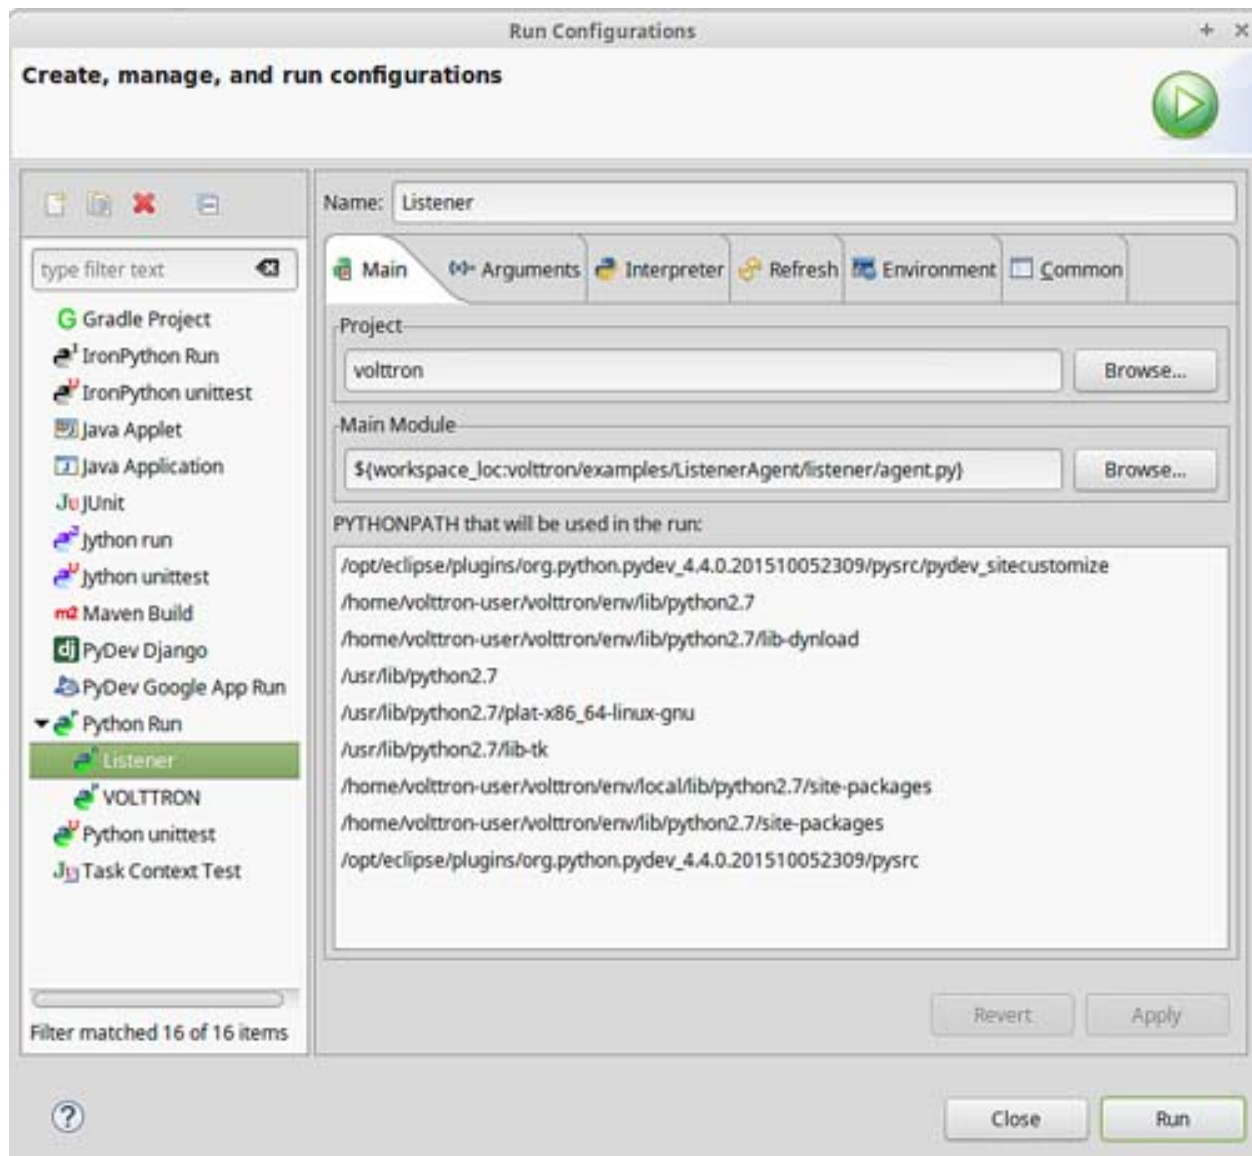 Run Configurations
Create, manage, and run configurations
Name: Listener
type filter text
Main Arguments Interpreter Refresh Environment Common
Gradle Project
IronPython Run
IronPython unittest
Java Applet
Java Application
JUnit
Jython run
Jython unittest
Maven Build
PyDev Django
PyDev Google App Run
Python Run
Listener
VOLTTRON
Python unittest
Task Context Test
Filter matched 16 of 16 items
Project
volttron Browse...
Main Module
${workspace_loc:volttron/examples/ListenerAgent/listener/agent.py} Browse...
PYTHONPATH that will be used in the run:
/opt/eclipse/plugins/org.python.pydev_4.4.0.201510052309/pysrc/pydev_sitecustomize
/home/volttron-user/volttron/env/lib/python2.7
/home/volttron-user/volttron/env/lib/python2.7/lib-dynload
/usr/lib/python2.7
/usr/lib/python2.7/plat-x86_64-linux-gnu
/usr/lib/python2.7/lib-tk
/home/volttron-user/volttron/env/local/lib/python2.7/site-packages
/home/volttron-user/volttron/env/lib/python2.7/site-packages
/opt/eclipse/plugins/org.python.pydev_4.4.0.201510052309/pysrc
Revert Apply
Close Run